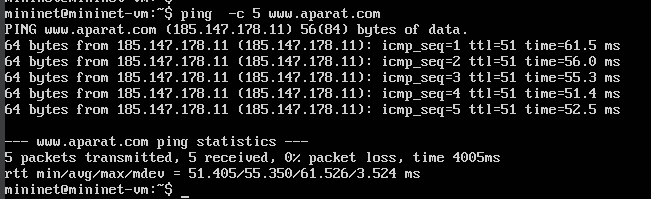 mininet@mininet-vm:~$ ping  -c 5 www.aparat.com
PING www.aparat.com (185.147.178.11) 56(84) bytes of data.
64 bytes from 185.147.178.11 (185.147.178.11): icmp_seq=1 ttl=51 time=61.5 ms
64 bytes from 185.147.178.11 (185.147.178.11): icmp_seq=2 ttl=51 time=56.0 ms
64 bytes from 185.147.178.11 (185.147.178.11): icmp_seq=3 ttl=51 time=55.3 ms
64 bytes from 185.147.178.11 (185.147.178.11): icmp_seq=4 ttl=51 time=51.4 ms
64 bytes from 185.147.178.11 (185.147.178.11): icmp_seq=5 ttl=51 time=52.5 ms

--- www.aparat.com ping statistics ---
5 packets transmitted, 5 received, 0% packet loss, time 4005ms
rtt min/avg/max/mdev = 51.405/55.350/61.526/3.524 ms
mininet@mininet-vm:~$ _